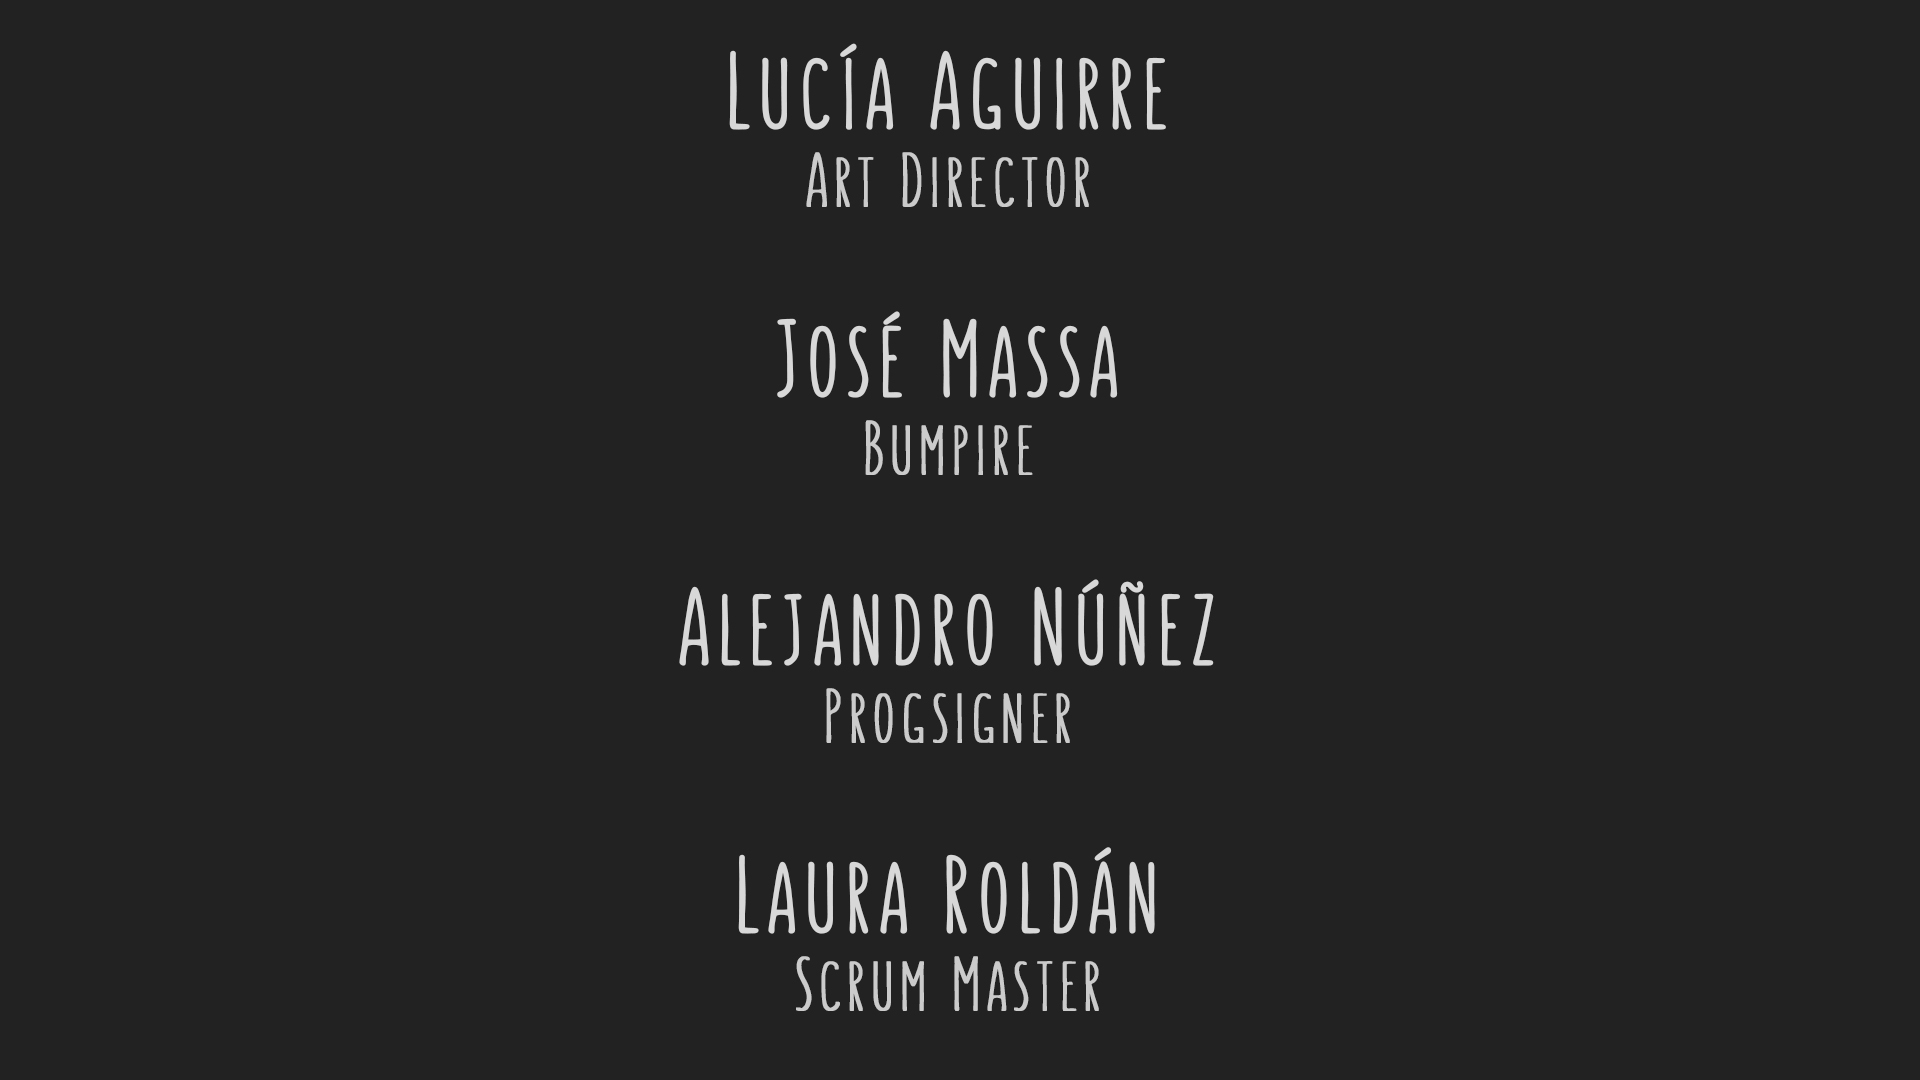 Lucía Aguirre
Art Director
José Massa
Bumpire
Alejandro Núñez
Progsigner
Laura Roldán
Scrum Master